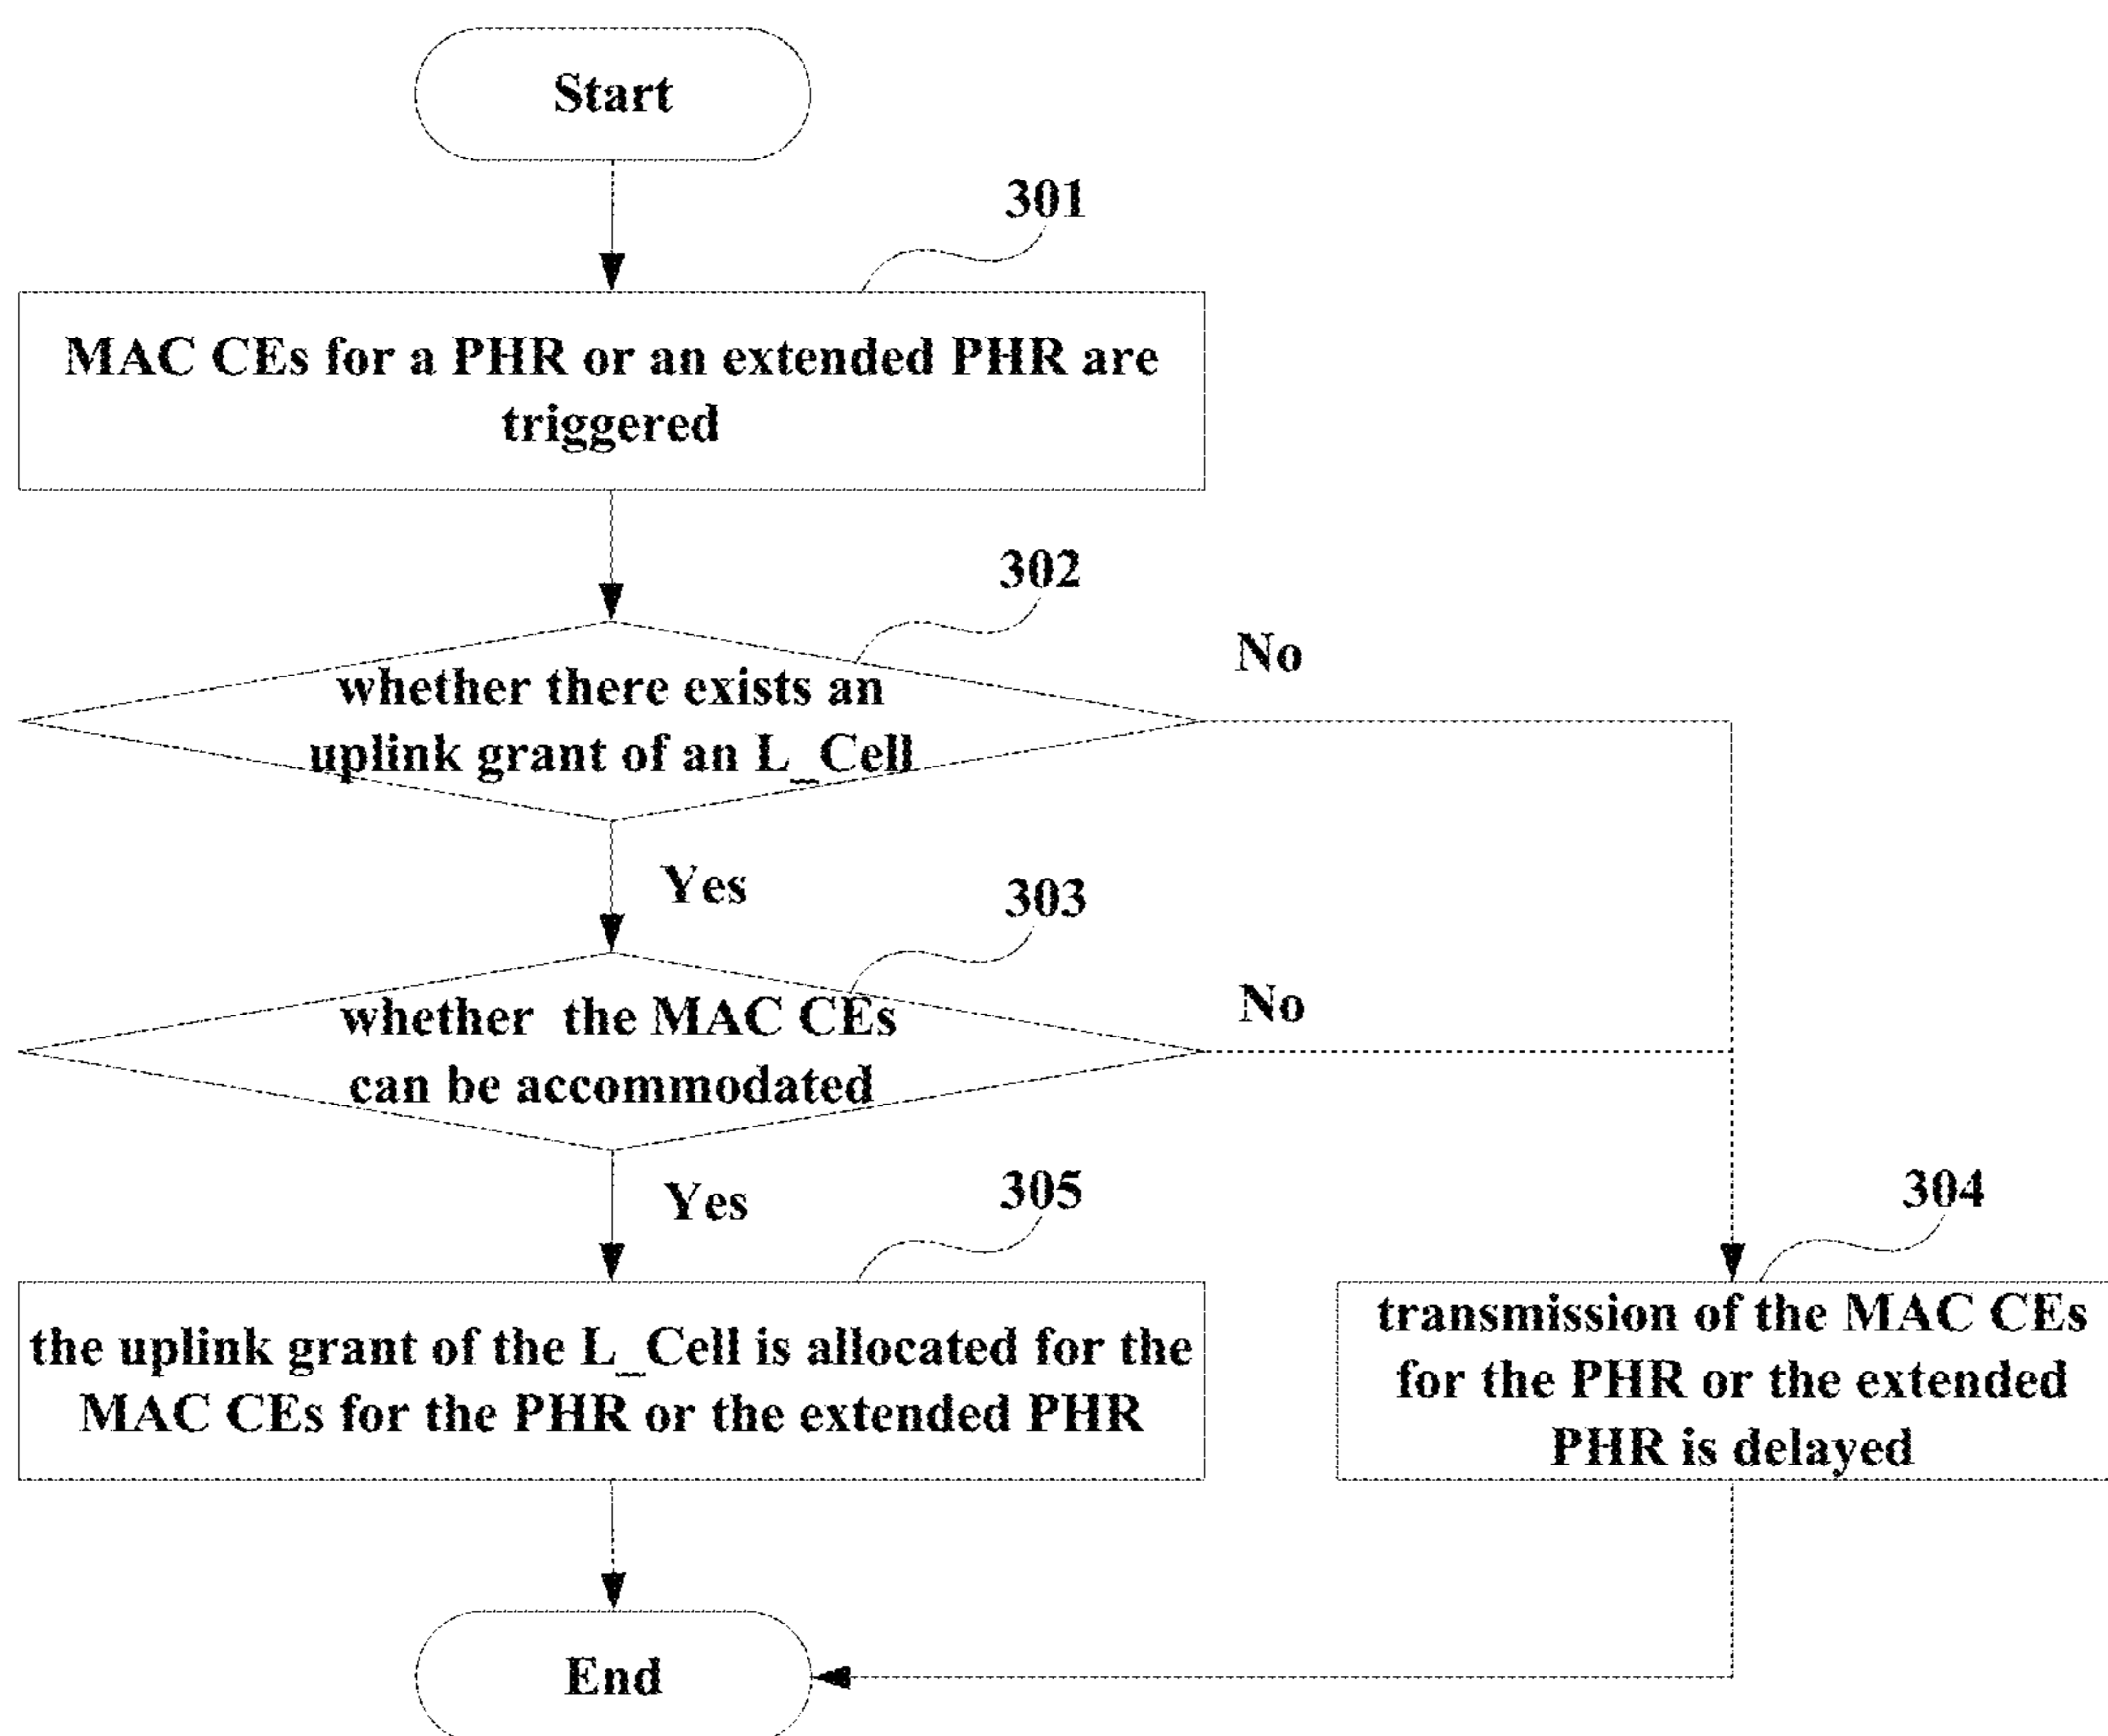 Start
301
MAC CEs for a PHR or an extended PHR are
triggered
302
No
whether there exists an
uplink grant of an L_Cell
Yes
303
No
whether the MAC CEs
can be accommodated
Yes
305
304
the uplink grant of the L_Cell is allocated for the
MAC CEs for the PHR or the extended PHR
transmission of the MAC CEs
for the PHR or the extended
PHR is delayed
End